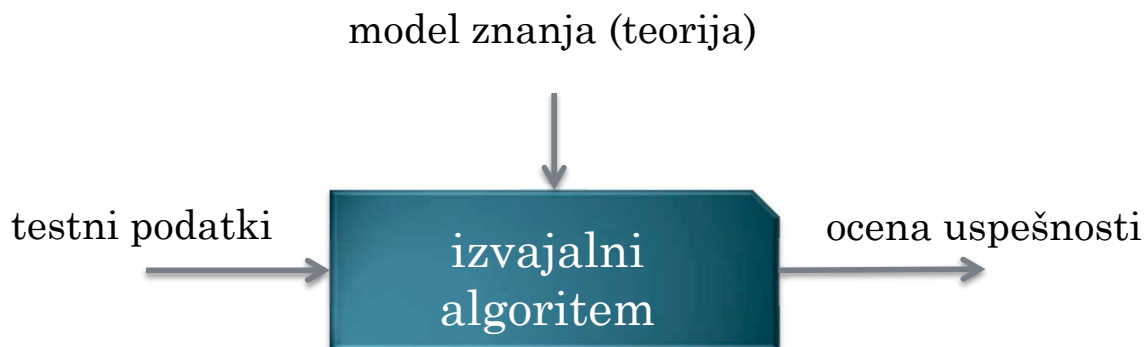 model znanja (teorija)
testni podatki
izvajalni
algoritem
ocena uspešnosti